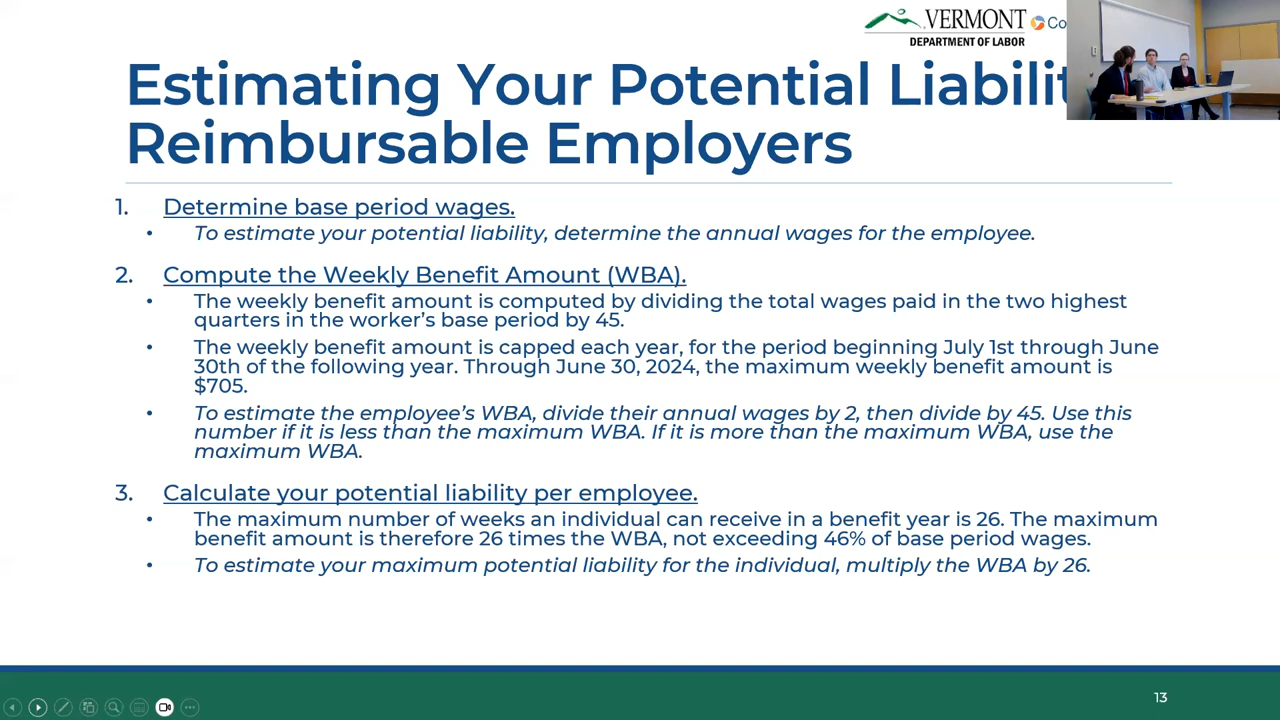 VERMONT
DEPARTMENT OF LABOR
Co
Estimating Your Potential Liabilit
Reimbursable Employers
1. Determine base period wages.
• To estimate your potential liability, determine the annual wages for the employee.
2. Compute the Weekly Benefit Amount (WBA).
• The weekly benefit amount is computed by dividing the total wages paid in the two highest
quarters in the worker's base period by 45.
• The weekly benefit amount is capped each year, for the period beginning July 1st through June
30th of the following year. Through June 30, 2024, the maximum weekly benefit amount is
$705.
• To estimate the employee's WBA, divide their annual wages by 2, then divide by 45. Use this
number if it is less than the maximum WBA. If it is more than the maximum WBA, use the
maximum WBA.
3. Calculate your potential liability per employee.
• The maximum number of weeks an individual can receive in a benefit year is 26. The maximum
benefit amount is therefore 26 times the WBA, not exceeding 46% of base period wages.
• To estimate your maximum potential liability for the individual, multiply the WBA by 26.
13